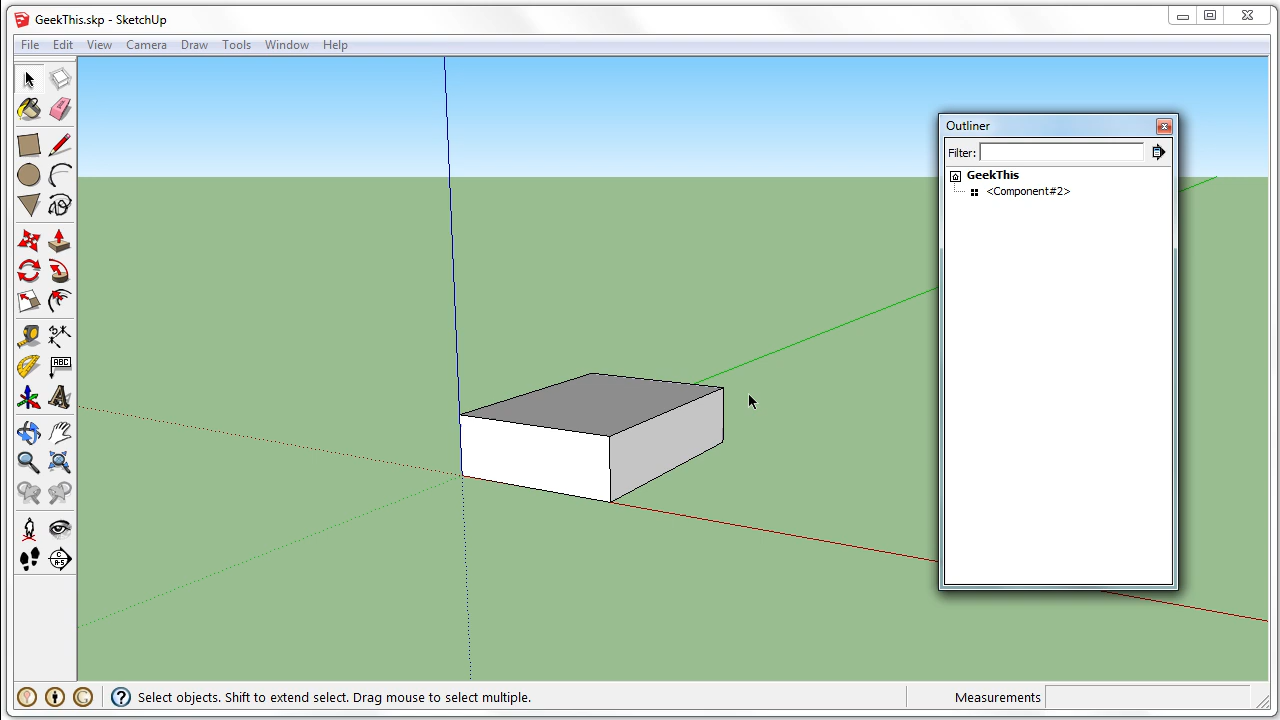 GeekThis.skp - SketchUp
File Edit View Camera Draw Tools Window Help
Outliner
Filter:
GeekThis
<Component#2>
ABC
A
Select objects. Shift to extend select. Drag mouse to select multiple.
Measurements